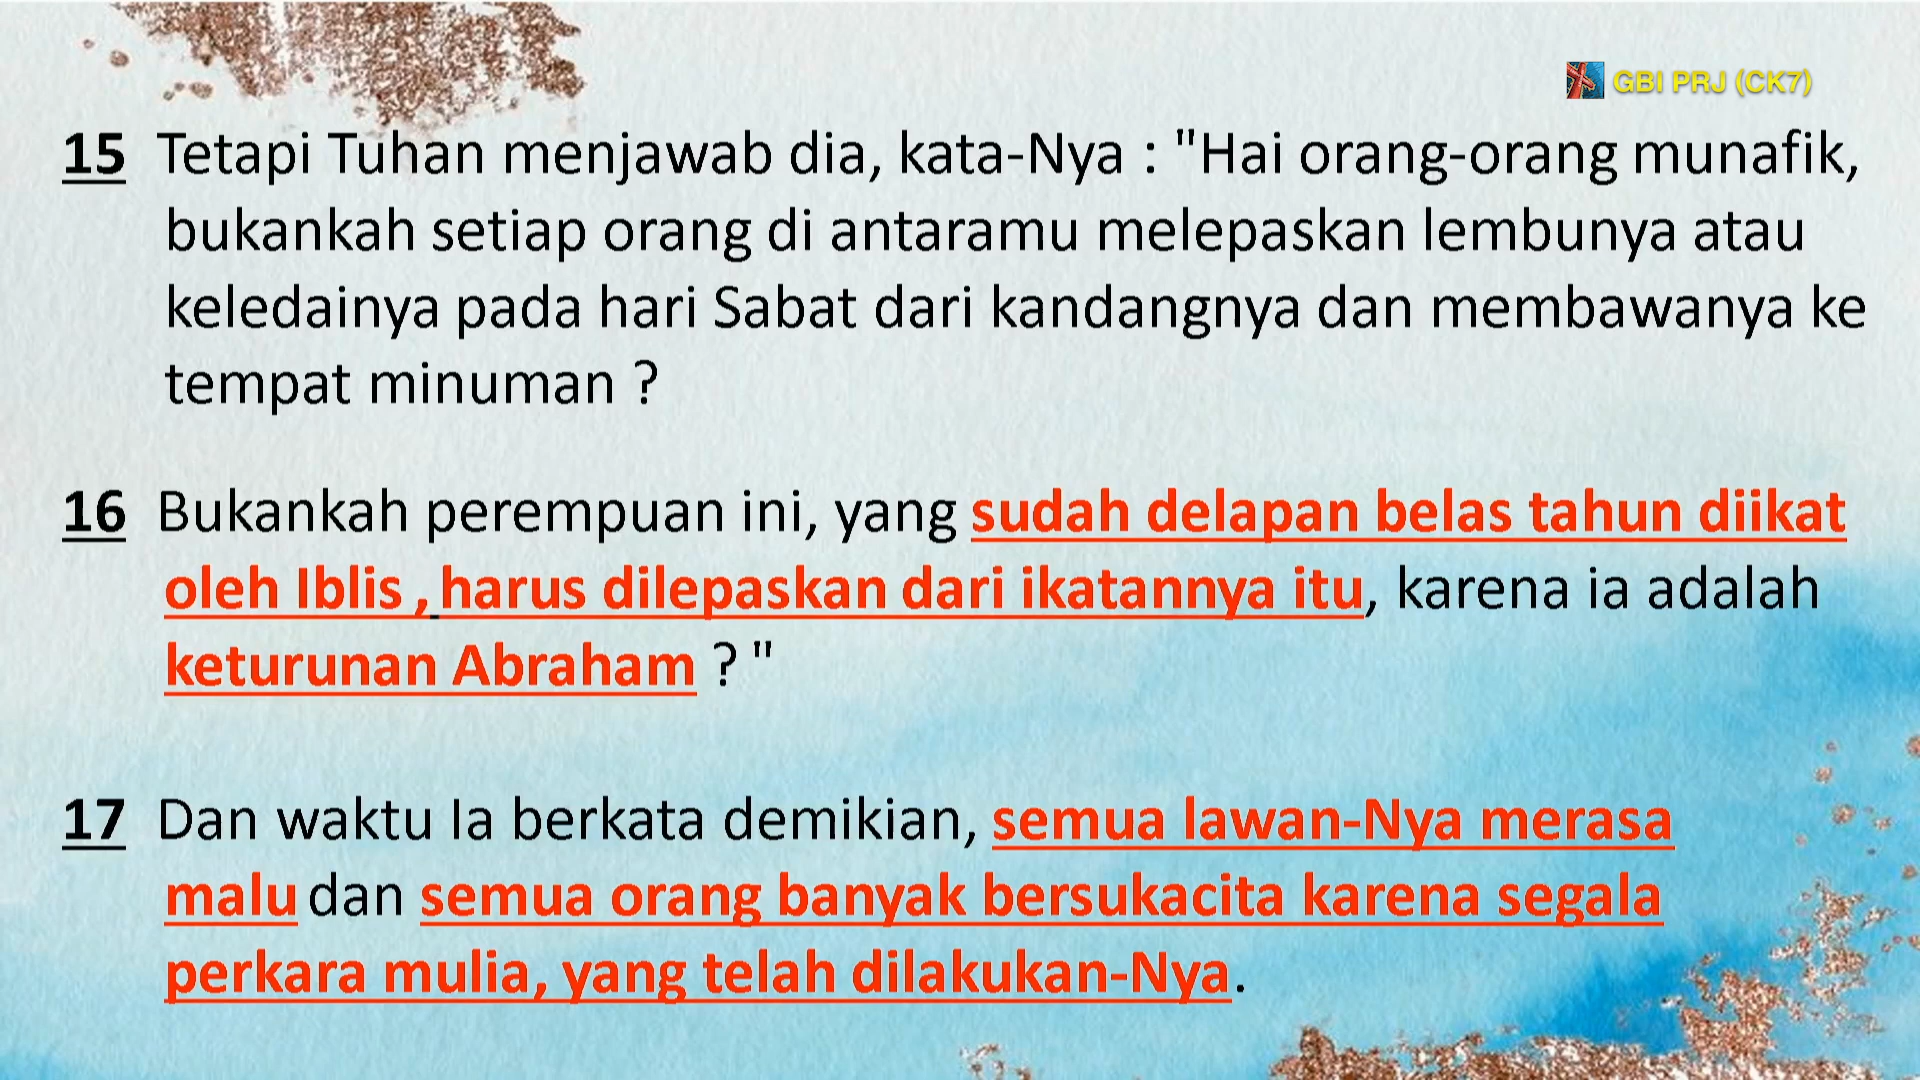 GBI PRJ (CK7)
15 Tetapi Tuhan menjawab dia, kata-Nya : "Hai orang-orang munafik,
bukankah setiap orang di antaramu melepaskan lembunya atau
keledainya pada hari Sabat dari kandangnya dan membawanya ke
tempat minuman ?
16 Bukankah perempuan ini, yang sudah delapan belas tahun diikat
oleh Iblis , harus dilepaskan dari ikatannya itu, karena ia adalah
keturunan Abraham ? "
17 Dan waktu Ia berkata demikian, semua lawan-Nya merasa
malu dan semua orang banyak bersukacita karena segala
perkara mulia, yang telah dilakukan-Nya.